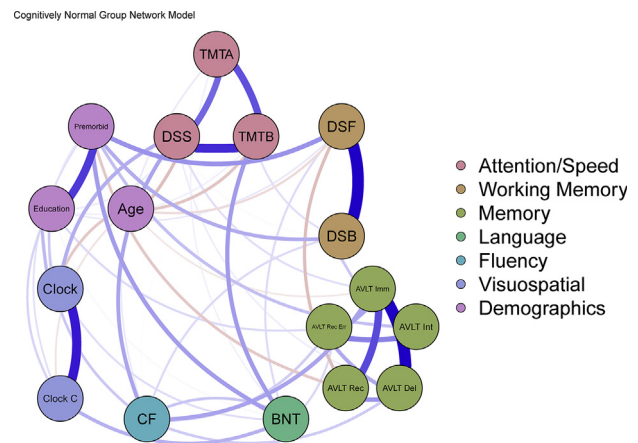 Cognitively Normal Group Network Model
TMTA
Premorbid
DSS
TMTB
DSF
Education
Age
DSB
Clock
AVLT Imm
AVLT Rec Err
AVLT Int
Clock C
CF
BNT
AVLT Rec
AVLT Del
Attention/Speed
Working Memory
Memory
Language
Fluency
Visuospatial
Demographics